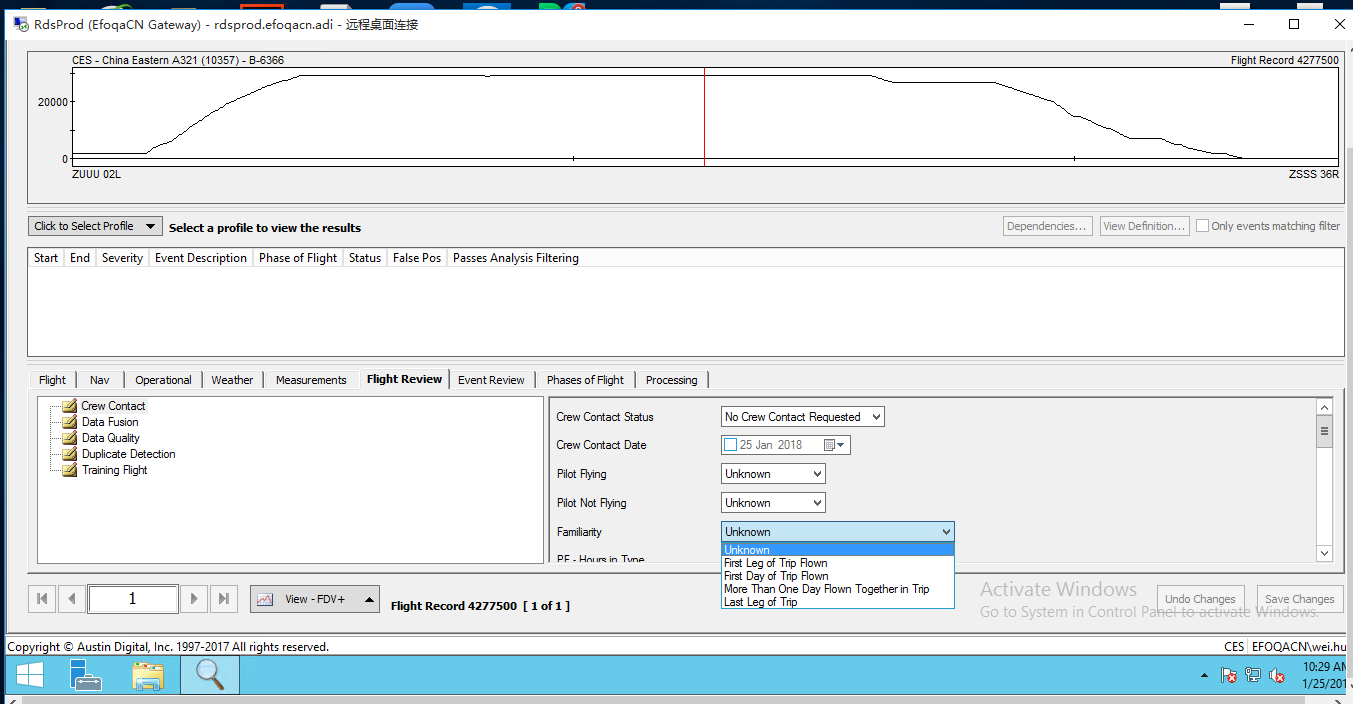 RdsProd (EfoqaCN Gateway) - rdsprod.efoqacn.adi - 远程桌面连接
CES - China Eastern A321 (10357) - B-6366
Flight Record 4277500
20000
0
ZUUU 02L
ZSSS 36R
Click to Select Profile
Select a profile to view the results
Dependencies...
View Definition...
Only events matching filter
Start End Severity Event Description Phase of Flight Status False Pos Passes Analysis Filtering
Flight Nav Operational Weather Measurements Flight Review Event Review Phases of Flight Processing
Crew Contact
Data Fusion
Data Quality
Duplicate Detection
Training Flight
Crew Contact Status No Crew Contact Requested
Crew Contact Date 25 Jan 2018
Pilot Flying Unknown
Pilot Not Flying Unknown
Familiarity Unknown
PF - Hours in Type
Unknown
First Leg of Trip Flown
First Day of Trip Flown
More Than One Day Flown Together in Trip
Last Leg of Trip
1
View - FDV+
Flight Record 4277500 [ 1 of 1 ]
Activate Windows
Go to System in Control Panel to activate Windows.
Undo Changes
Save Changes
Copyright © Austin Digital, Inc. 1997-2017 All rights reserved.
CES EFOQACN\wei.hu
10:29 AM
1/25/201